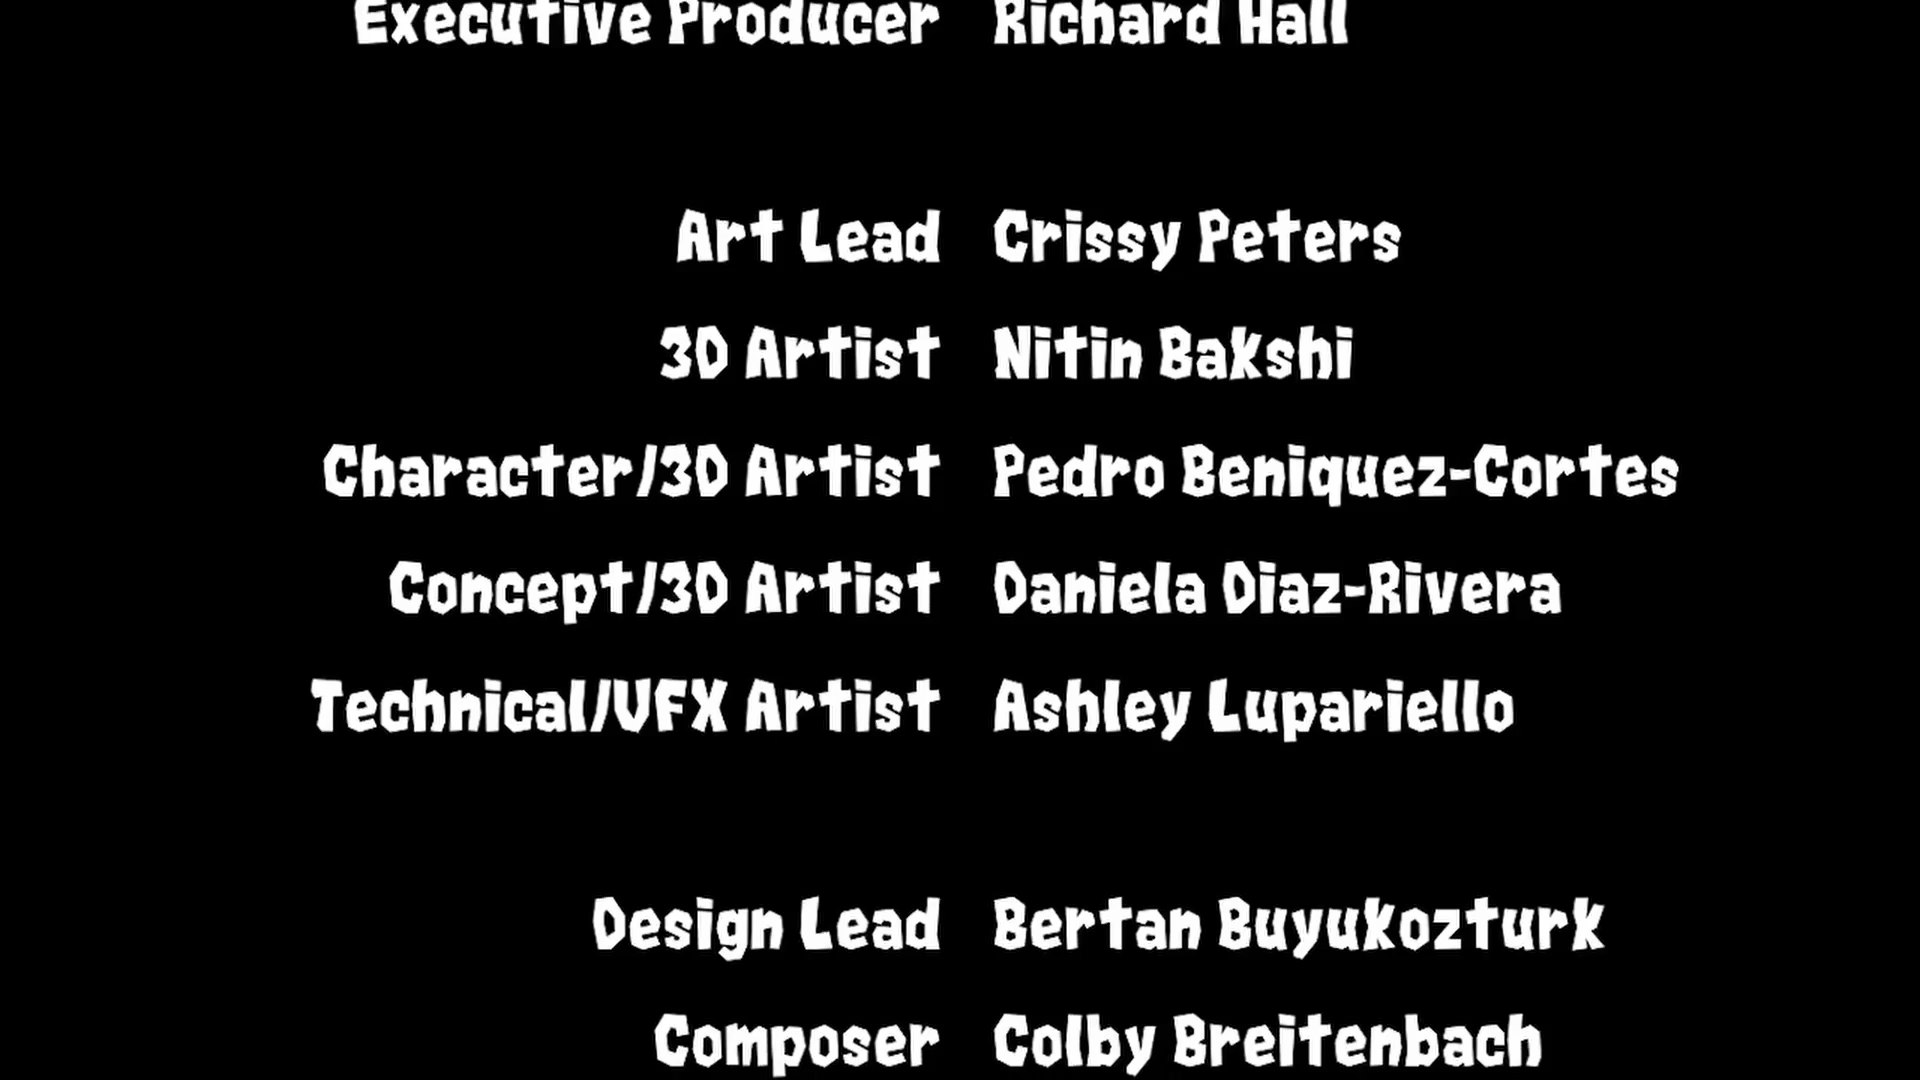 Executive Producer Richard Hall
Art Lead Crissy Peters
3D Artist Nitin Bakshi
Character/3D Artist Pedro Beniquez-Cortes
Concept/3D Artist Daniela Diaz-Rivera
Technical/VFX Artist Ashley Lupariello
Design Lead Bertan Buyukozturk
Composer Colby Breitenbach